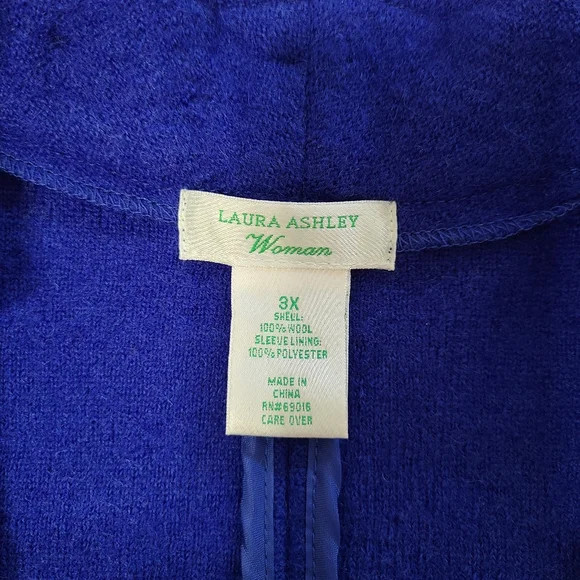 LAURA ASHLEY
Woman
3X
SHELL:
100% WOOL
SLEEVE LINING:
100% POLYESTER
MADE IN
CHINA
RN#69016
CARE OVER